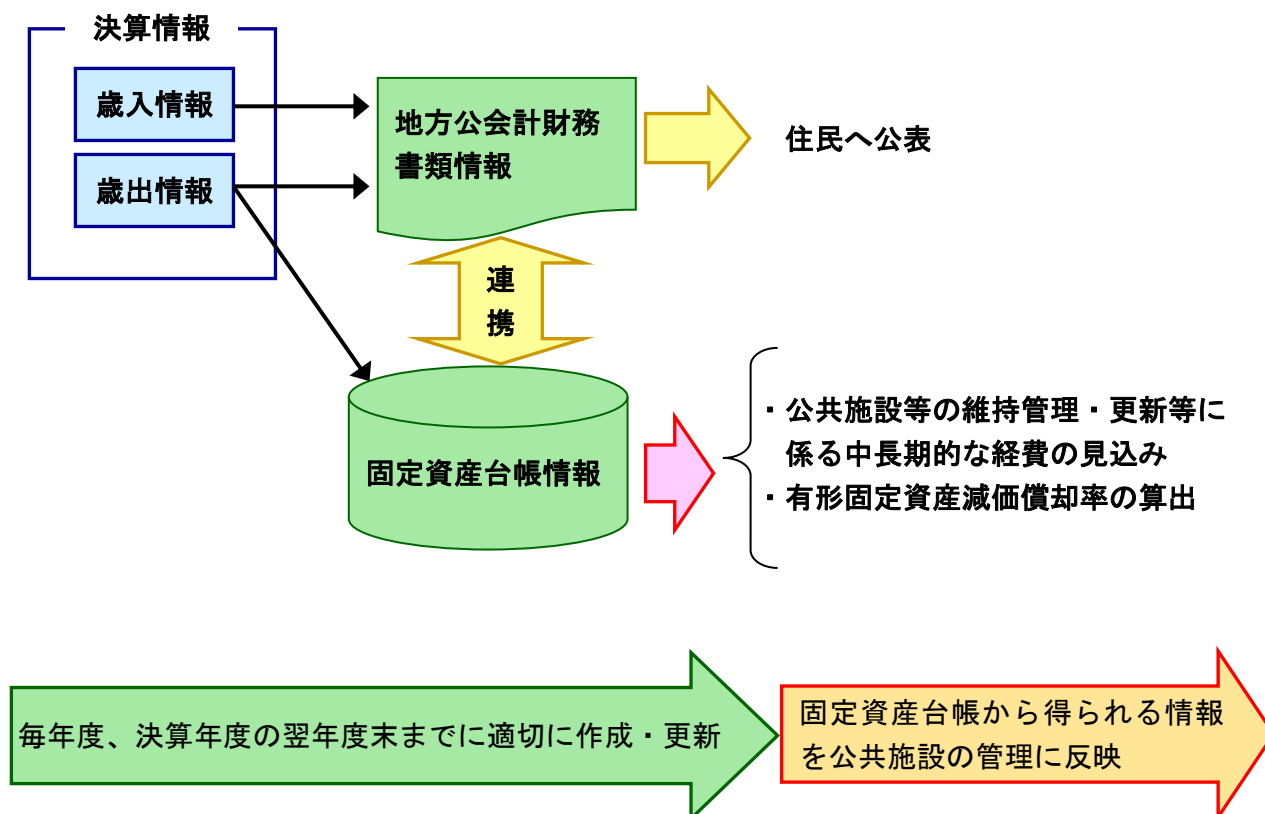 決算情報
歳入情報
歳出情報
地方公会計財務
書類情報
住民へ公表
連
携
固定資産台帳情報
・公共施設等の維持管理・更新等に
係る中長期的な経費の見込み
・有形固定資産減価償却率の算出
毎年度、決算年度の翌年度末までに適切に作成・更新
固定資産台帳から得られる情報
を公共施設の管理に反映